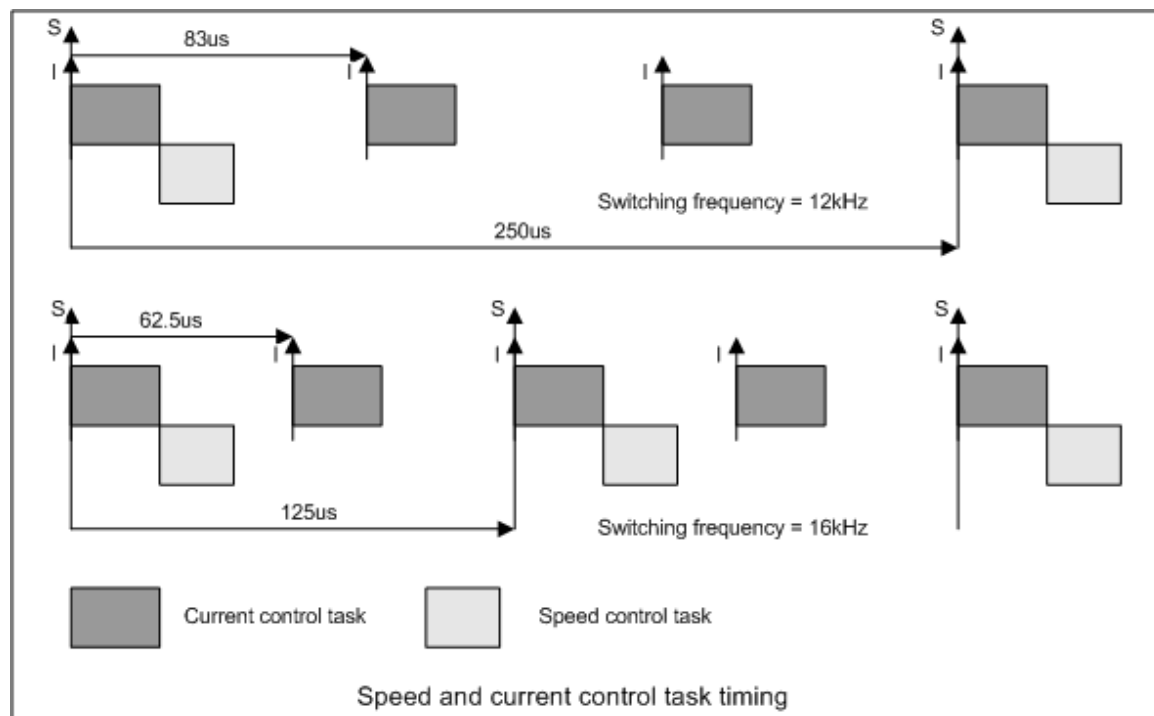 S
83us
S
I
I
I
I
Switching frequency = 12kHz
250us
S
62.5us
S
S
I
I
I
I
I
125us
Switching frequency = 16kHz
Current control task
Speed control task
Speed and current control task timing